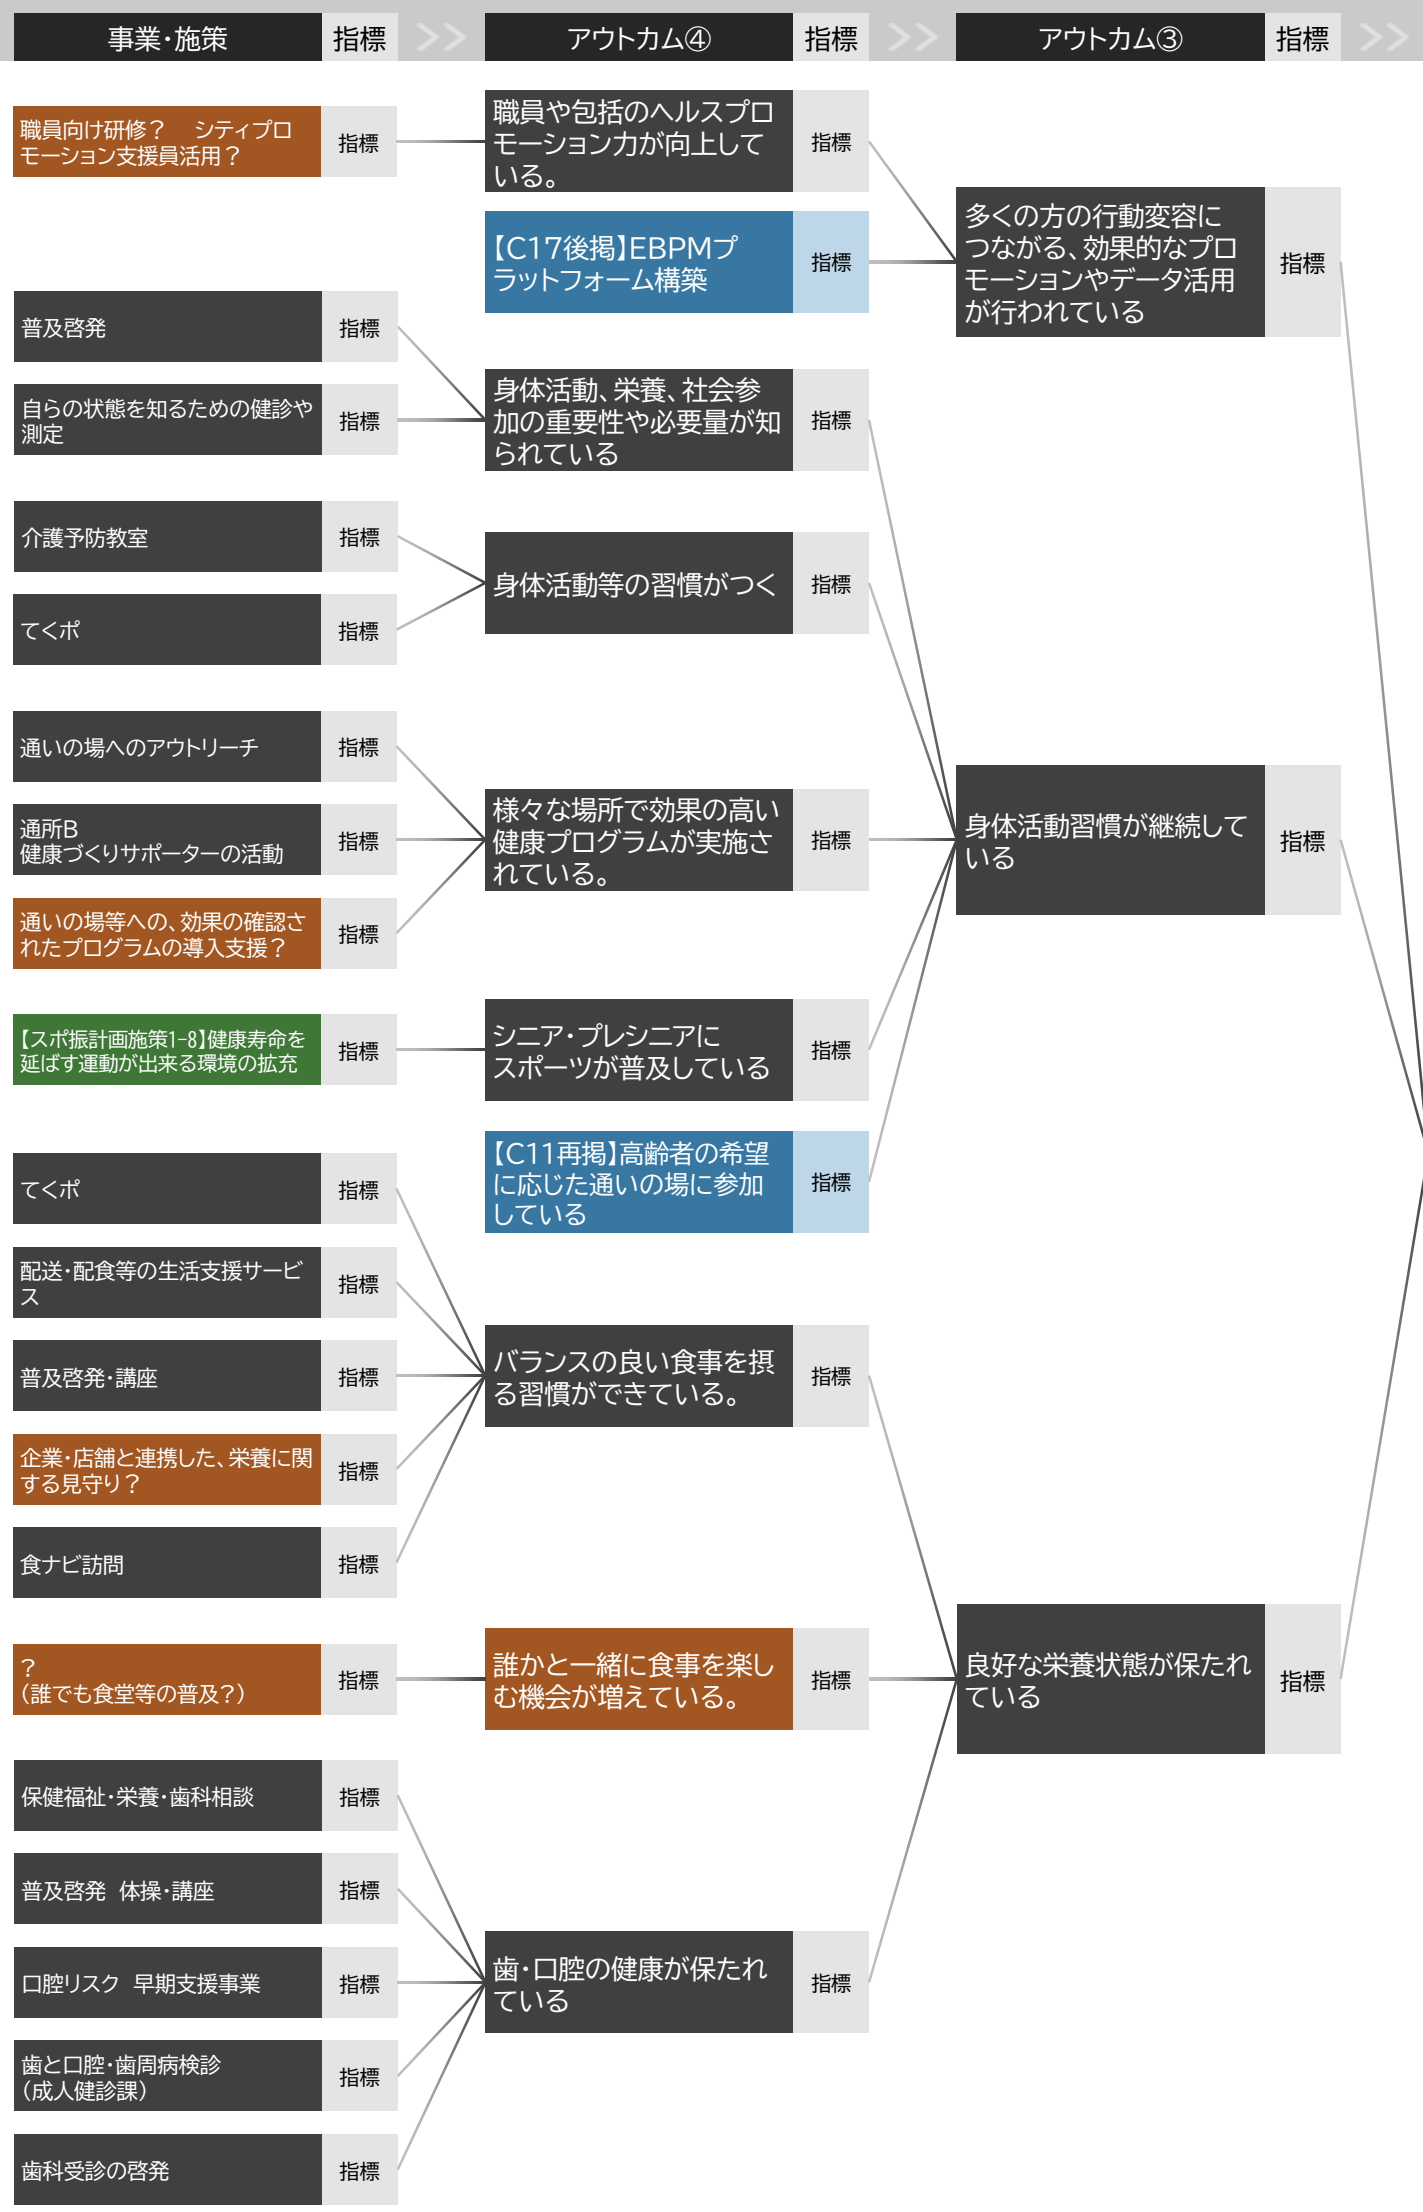 事業・施策
指標
アウトカム④
指標
アウトカム③
指標
職員向け研修？　シティプロ
モーション支援員活用？
指標
職員や包括のヘルスプロ
モーション力が向上して
いる。
指標
【C17後掲】EBPMプ
ラットフォーム構築
指標
多くの方の行動変容に
つながる、効果的なプロ
モーションやデータ活用
が行われている
指標
普及啓発
指標
自らの状態を知るための健診や
測定
指標
身体活動、栄養、社会参
加の重要性や必要量が知
られている
指標
介護予防教室
指標
てくポ
指標
身体活動等の習慣がつく
指標
通いの場へのアウトリーチ
指標
通所B
健康づくりサポーターの活動
指標
通いの場等への、効果の確認さ
れたプログラムの導入支援？
指標
様々な場所で効果の高い
健康プログラムが実施さ
れている。
指標
身体活動習慣が継続して
いる
指標
【スポ振計画施策1-8】健康寿命を
延ばす運動が出来る環境の拡充
指標
シニア・プレシニアに
スポーツが普及している
指標
【C11再掲】高齢者の希望
に応じた通いの場に参加
している
指標
てくポ
指標
配送・配食等の生活支援サービ
ス
指標
普及啓発・講座
指標
企業・店舗と連携した、栄養に関
する見守り？
指標
食ナビ訪問
指標
バランスの良い食事を摂
る習慣ができている。
指標
？
（誰でも食堂等の普及？）
指標
誰かと一緒に食事を楽し
む機会が増えている。
指標
良好な栄養状態が保たれ
ている
指標
保健福祉・栄養・歯科相談
指標
普及啓発　体操・講座
指標
口腔リスク　早期支援事業
指標
歯と口腔・歯周病検診
（成人健診課）
指標
歯科受診の啓発
指標
歯・口腔の健康が保たれ
ている
指標